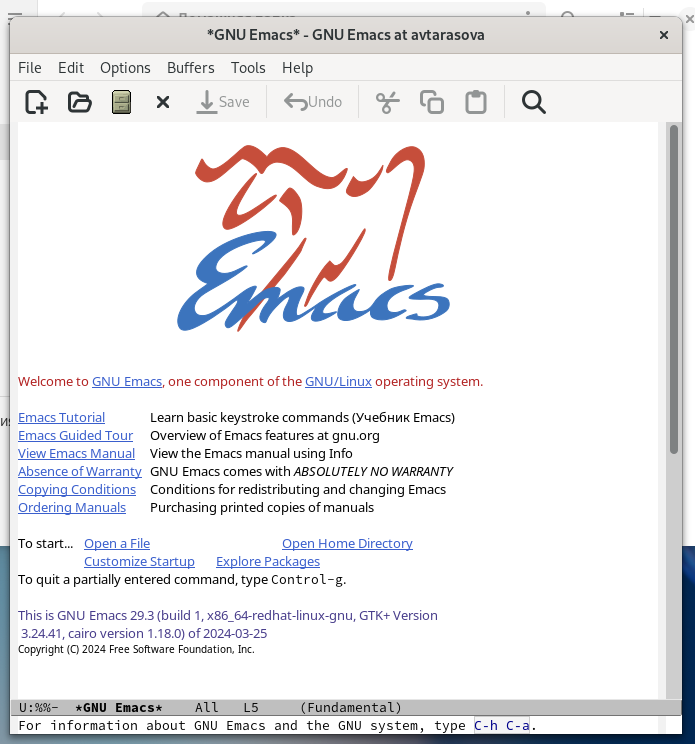 *GNU Emacs* - GNU Emacs at avtarasova
File Edit Options Buffers Tools Help
Save Undo
Emacs
Welcome to GNU Emacs, one component of the GNU/Linux operating system.
Emacs Tutorial Learn basic keystroke commands (Учебник Emacs)
Emacs Guided Tour Overview of Emacs features at gnu.org
View Emacs Manual View the Emacs manual using Info
Absence of Warranty GNU Emacs comes with ABSOLUTELY NO WARRANTY
Copying Conditions Conditions for redistributing and changing Emacs
Ordering Manuals Purchasing printed copies of manuals
To start... Open a File Open Home Directory
Customize Startup Explore Packages
To quit a partially entered command, type Control-g.
This is GNU Emacs 29.3 (build 1, x86_64-redhat-linux-gnu, GTK+ Version
3.24.41, cairo version 1.18.0) of 2024-03-25
Copyright (C) 2024 Free Software Foundation, Inc.
U:%%- *GNU Emacs* All L5 (Fundamental)
For information about GNU Emacs and the GNU system, type C-h C-a.